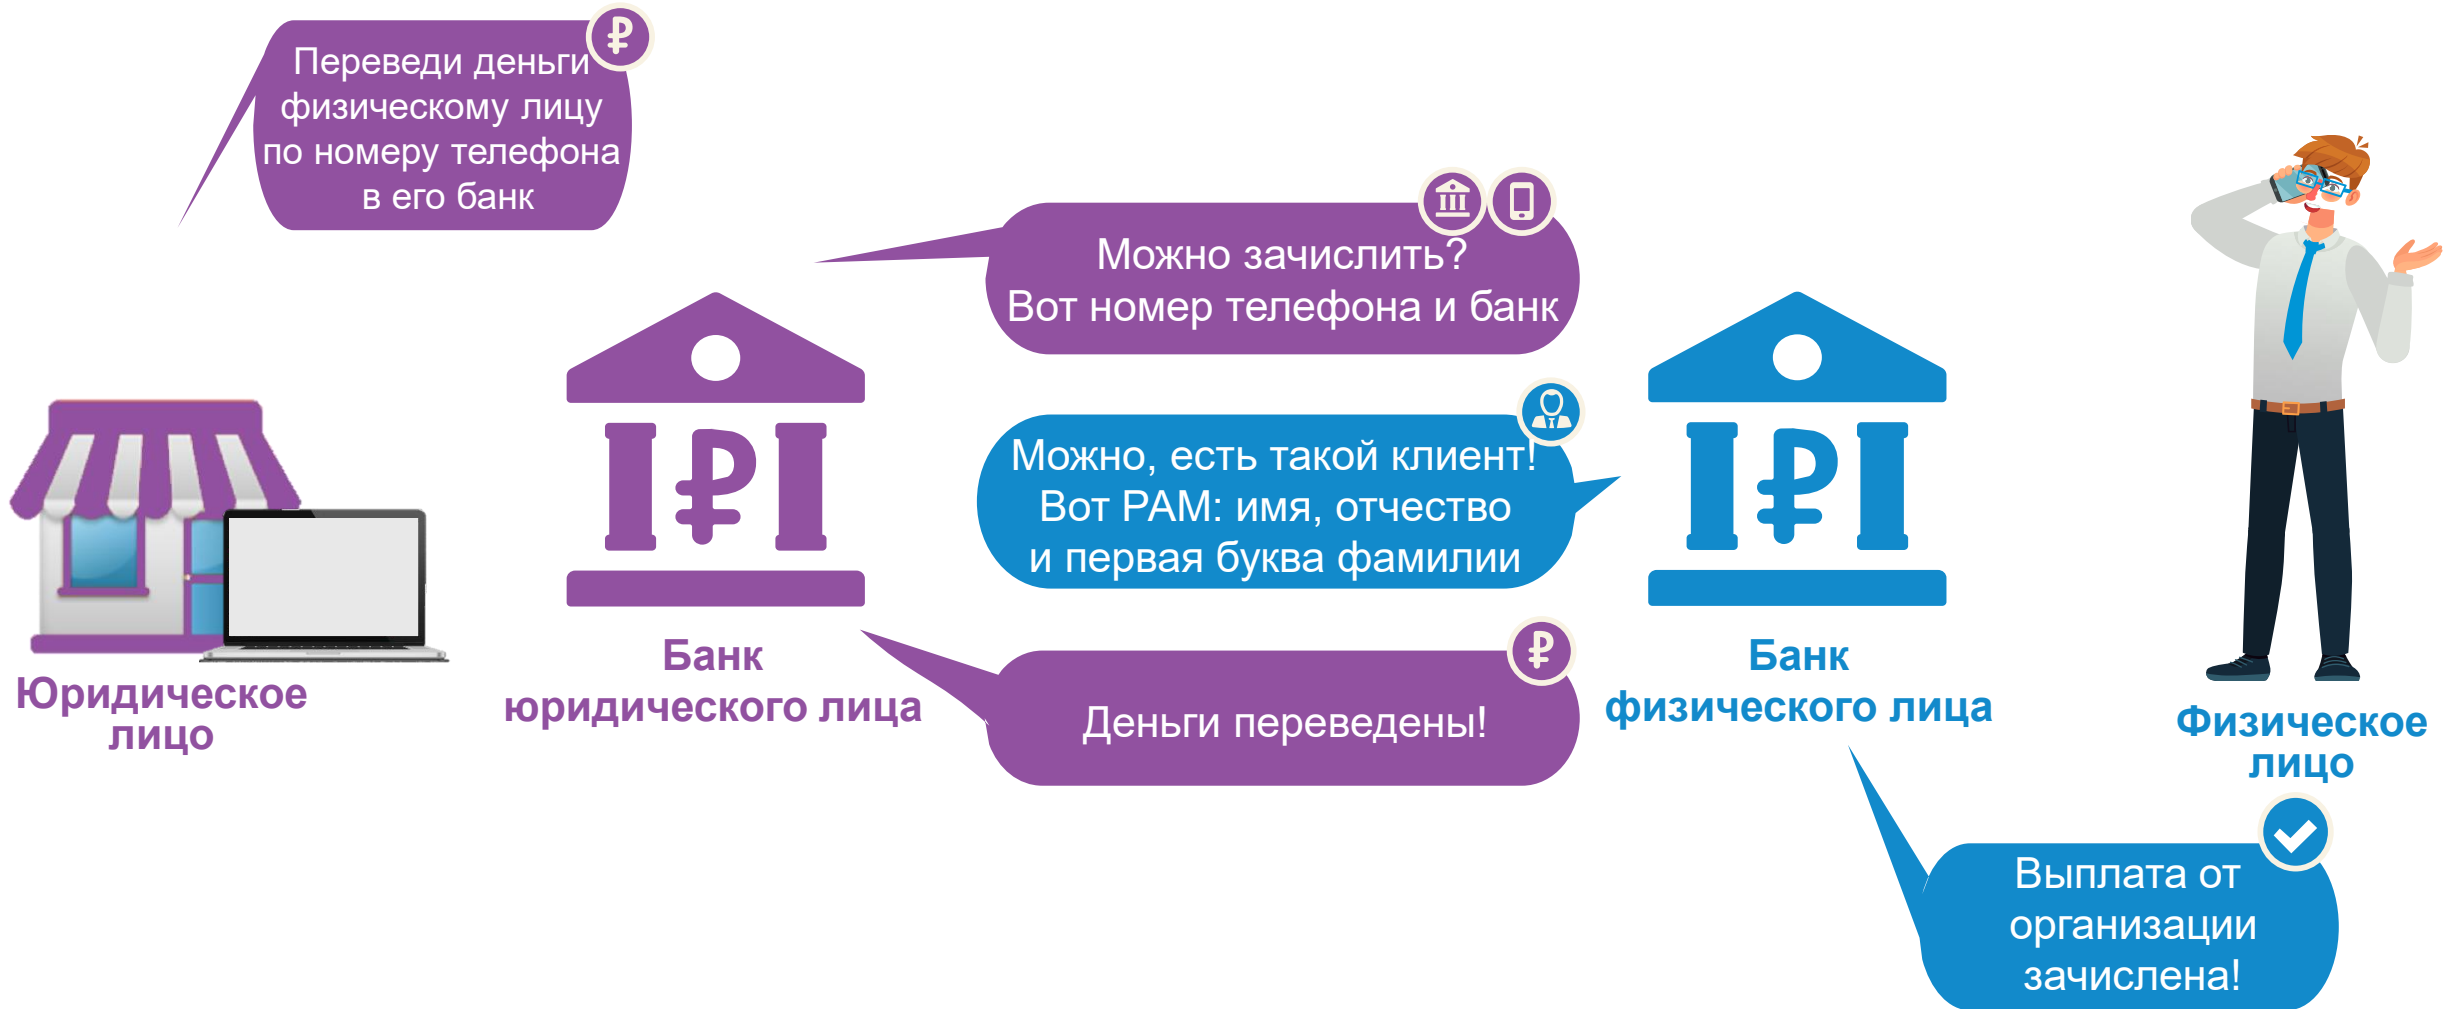 Переведи деньги
физическому лицу
по номеру телефона
в его банк
Можно зачислить?
Вот номер телефона и банк
Можно, есть такой клиент!
Вот PAM: имя, отчество
и первая буква фамилии
Деньги переведены!
Юридическое
лицо
Банк
юридического лица
Банк
физического лица
Физическое
лицо
Выплата от
организации
зачислена!